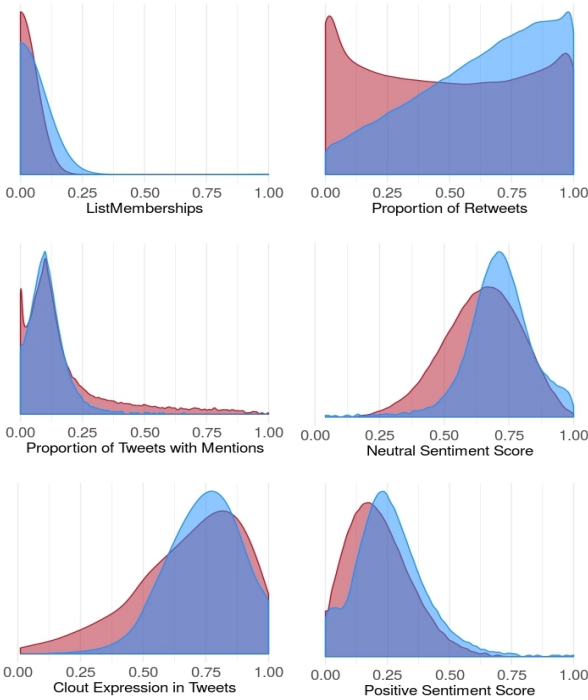 0.00 0.25 0.50 0.75 1.00
ListMemberships
0.00 0.25 0.50 0.75 1.00
Proportion of Retweets
0.00 0.25 0.50 0.75 1.00
Proportion of Tweets with Mentions
0.00 0.25 0.50 0.75 1.00
Neutral Sentiment Score
0.00 0.25 0.50 0.75 1.00
Clout Expression in Tweets
0.00 0.25 0.50 0.75 1.00
Positive Sentiment Score